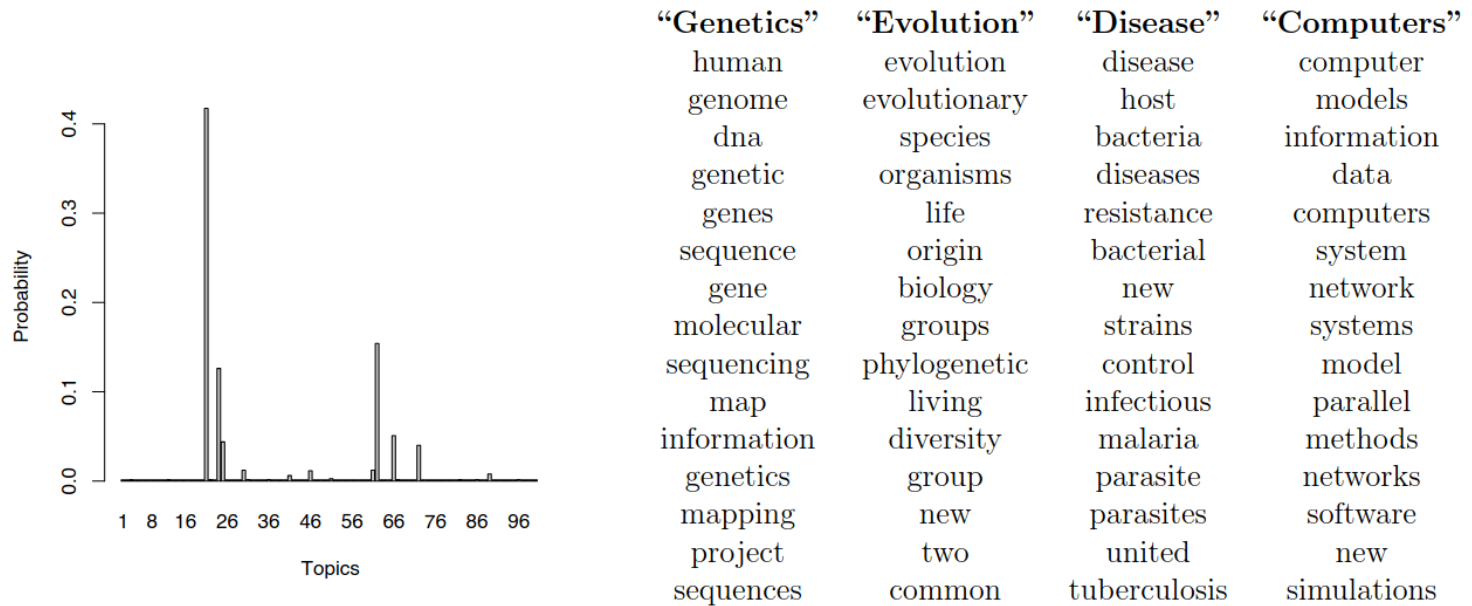 0.4
0.3
0.2
0.1
0.0
Probability
1 8 16 26 36 46 56 66 76 86 96
Topics
“Genetics” “Evolution” “Disease” “Computers”
human evolution disease computer
genome evolutionary host models
dna species bacteria information
genetic organisms diseases data
genes life resistance computers
sequence origin bacterial system
gene biology new network
molecular groups strains systems
sequencing phylogenetic control model
map living infectious parallel
information diversity malaria methods
genetics group parasite networks
mapping new parasites software
project two united new
sequences common tuberculosis simulations